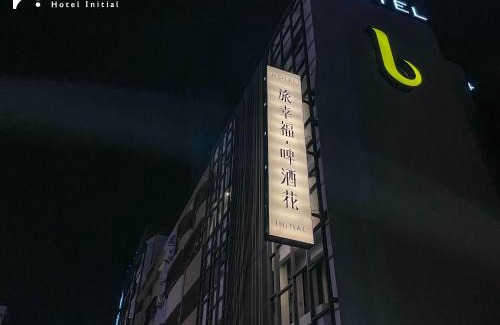 Hotel Initial
HOTEL
旅幸福·啤酒花
INITIAL
TEL